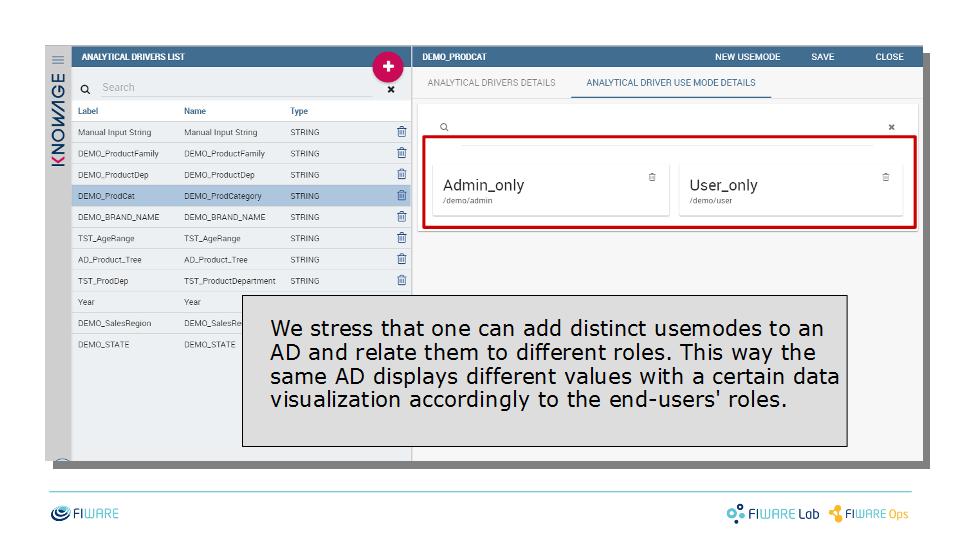 KNOWAGE
ANALYTICAL DRIVERS LIST
+
Search
Label Name Type
Manual Input String Manual Input String STRING
DEMO_ProductFamily DEMO_ProductFamily STRING
DEMO_ProductDep DEMO_ProductDep STRING
DEMO_ProdCat DEMO_ProdCategory STRING
DEMO_BRAND_NAME DEMO_BRAND_NAME STRING
TST_AgeRange TST_AgeRange STRING
AD_Product_Tree AD_Product_Tree STRING
TST_ProdDep TST_ProductDepartment STRING
Year Year
DEMO_SalesRegion DEMO_SalesRe
DEMO_STATE DEMO_STATE
DEMO_PRODCAT NEW USEMODE SAVE CLOSE
ANALYTICAL DRIVERS DETAILS ANALYTICAL DRIVER USE MODE DETAILS
Admin_only
/demo/admin
User_only
/demo/user
We stress that one can add distinct usemodes to an
AD and relate them to different roles. This way the
same AD displays different values with a certain data
visualization accordingly to the end-users' roles.
FIWARE
FIWARE Lab
FIWARE Ops